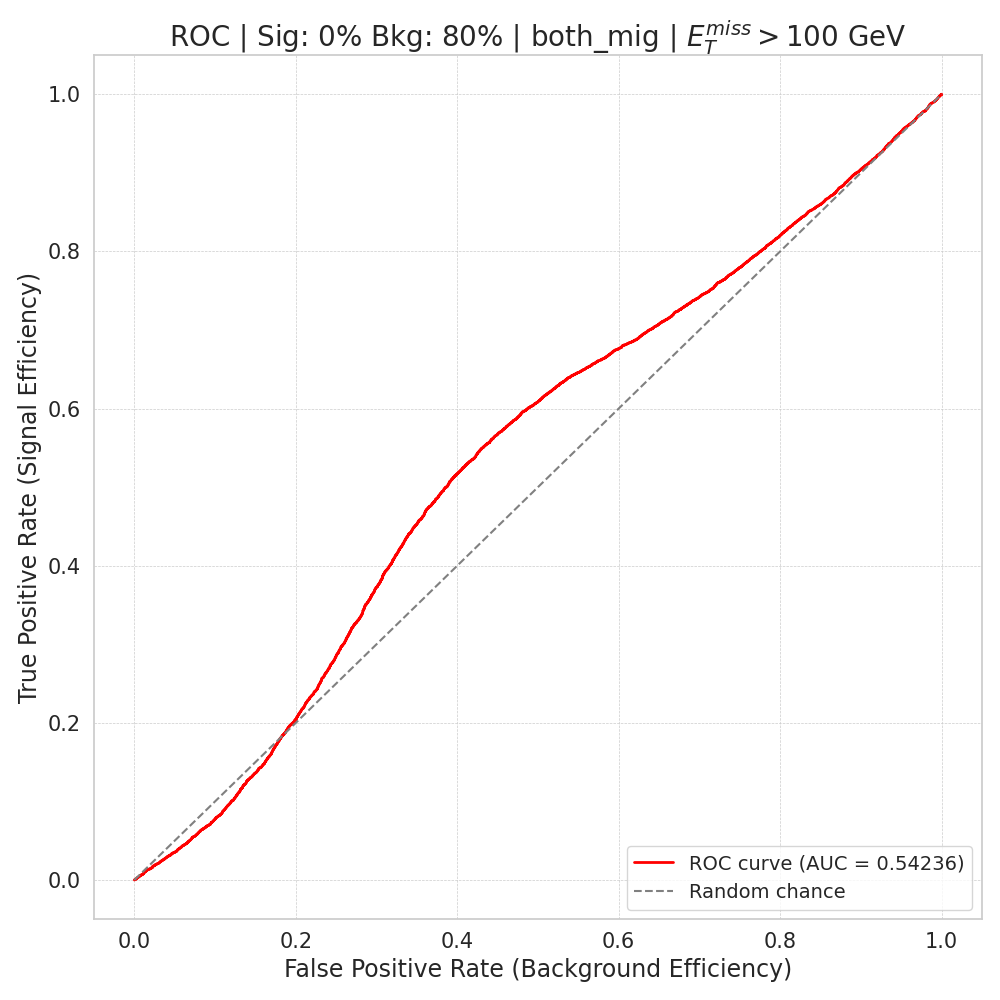 ROC | Sig: 0% Bkg: 80% | both_mig | $E_T^{miss} > 100$ GeV
True Positive Rate (Signal Efficiency)
1.0
0.8
0.6
0.4
0.2
0.0
ROC curve (AUC = 0.54236)
Random chance
0.0 0.2 0.4 0.6 0.8 1.0
False Positive Rate (Background Efficiency)